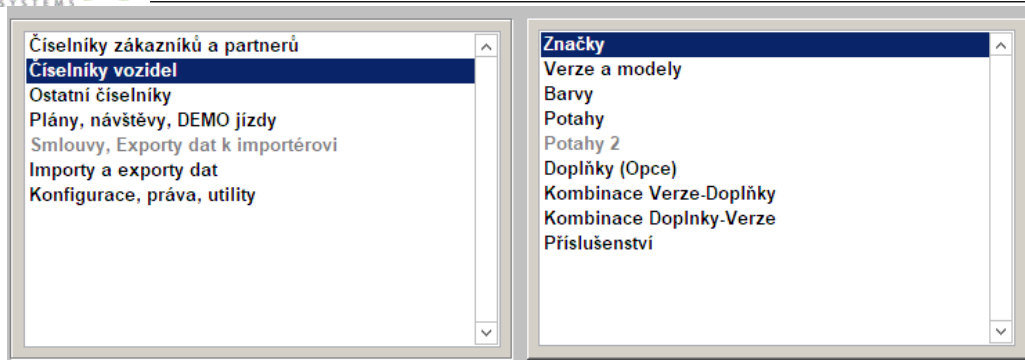 SYSTEMS
Číselníky zákazníků a partnerů
Číselníky vozidel
Ostatní číselníky
Plány, návštěvy, DEMO jízdy
Smlouvy, Exporty dat k importérovi
Importy a exporty dat
Konfigurace, práva, utility
Značky
Verze a modely
Barvy
Potahy
Potahy 2
Doplňky (Opce)
Kombinace Verze-Doplňky
Kombinace Doplnky-Verze
Příslušenství